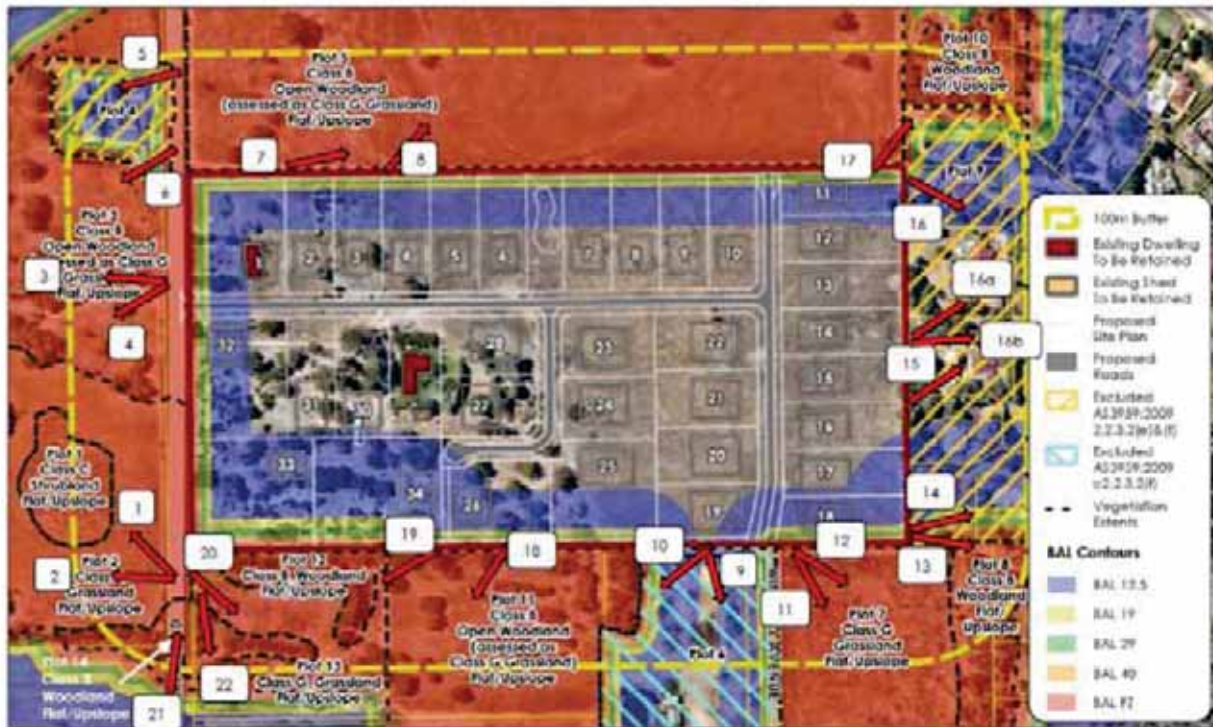 5
Plot 4
Plot 5
Class B
Open Woodland
(assessed as Class G Grassland)
Flat/Upslope
Plot 10
Class B
Woodland
Flat/Upslope
7
8
17
6
Plot 9
16
Plot 3
Class B
Open Woodland
assessed as Class G
Grassland)
Flat/Upslope
3
4
2
3
4
5
6
7
8
9
10
11
12
13
14
15
16
17
18
16a
16b
15
14
32
31
30
28
27
23
22
24
21
25
20
19
33
34
26
Plot 1
Class C
Shrubland
Flat/Upslope
1
Plot 2
Class
Grassland
Flat/Upslope
2
20
Plot 12
Class B Woodland
Flat/Upslope
19
18
10
9
12
13
11
Plot 11
Class B
Open Woodland
(assessed as
Class G Grassland)
Flat/Upslope
Plot 6
Plot 7
Class G
Grassland
Flat/Upslope
Plot 8
Class B
Woodland
Flat/
Upslope
Plot 13
Class G Grassland
Flat/Upslope
Plot 14
Class B
Woodland
Flat/Upslope
21
22
100m Buffer
Existing Dwelling
To Be Retained
Existing Shed
To Be Retained
Proposed
Site Plan
Proposed
Roads
Excluded
AS3959:2009
2.2.3.2(e)&(f)
Excluded
AS3959:2009
c2.2.3.2(f)
Vegetation
Extents
BAL Contours
BAL 12.5
BAL 19
BAL 29
BAL 40
BAL FZ